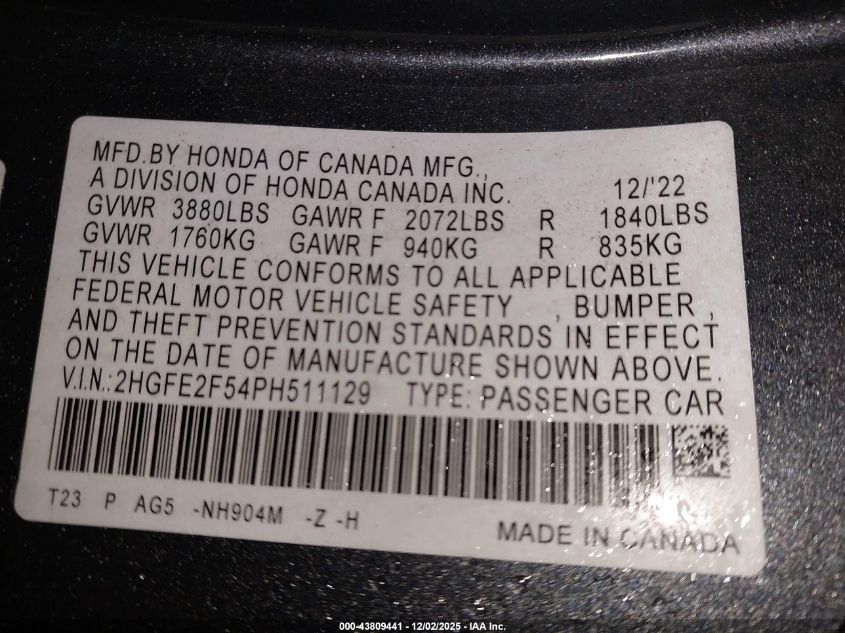 MFD.BY HONDA OF CANADA MFG.,
A DIVISION OF HONDA CANADA INC. 12/'22
GVWR 3880LBS GAWR F 2072LBS R 1840LBS
GVWR 1760KG GAWR F 940KG R 835KG
THIS VEHICLE CONFORMS TO ALL APPLICABLE
FEDERAL MOTOR VEHICLE SAFETY , BUMPER ,
AND THEFT PREVENTION STANDARDS IN EFFECT
ON THE DATE OF MANUFACTURE SHOWN ABOVE.
V.I.N.:2HGFE2F54PH511129 TYPE: PASSENGER CAR
T23 P AG5 -NH904M -Z -H
MADE IN CANADA
000-43809441 - 12/02/2025 - IAA Inc.